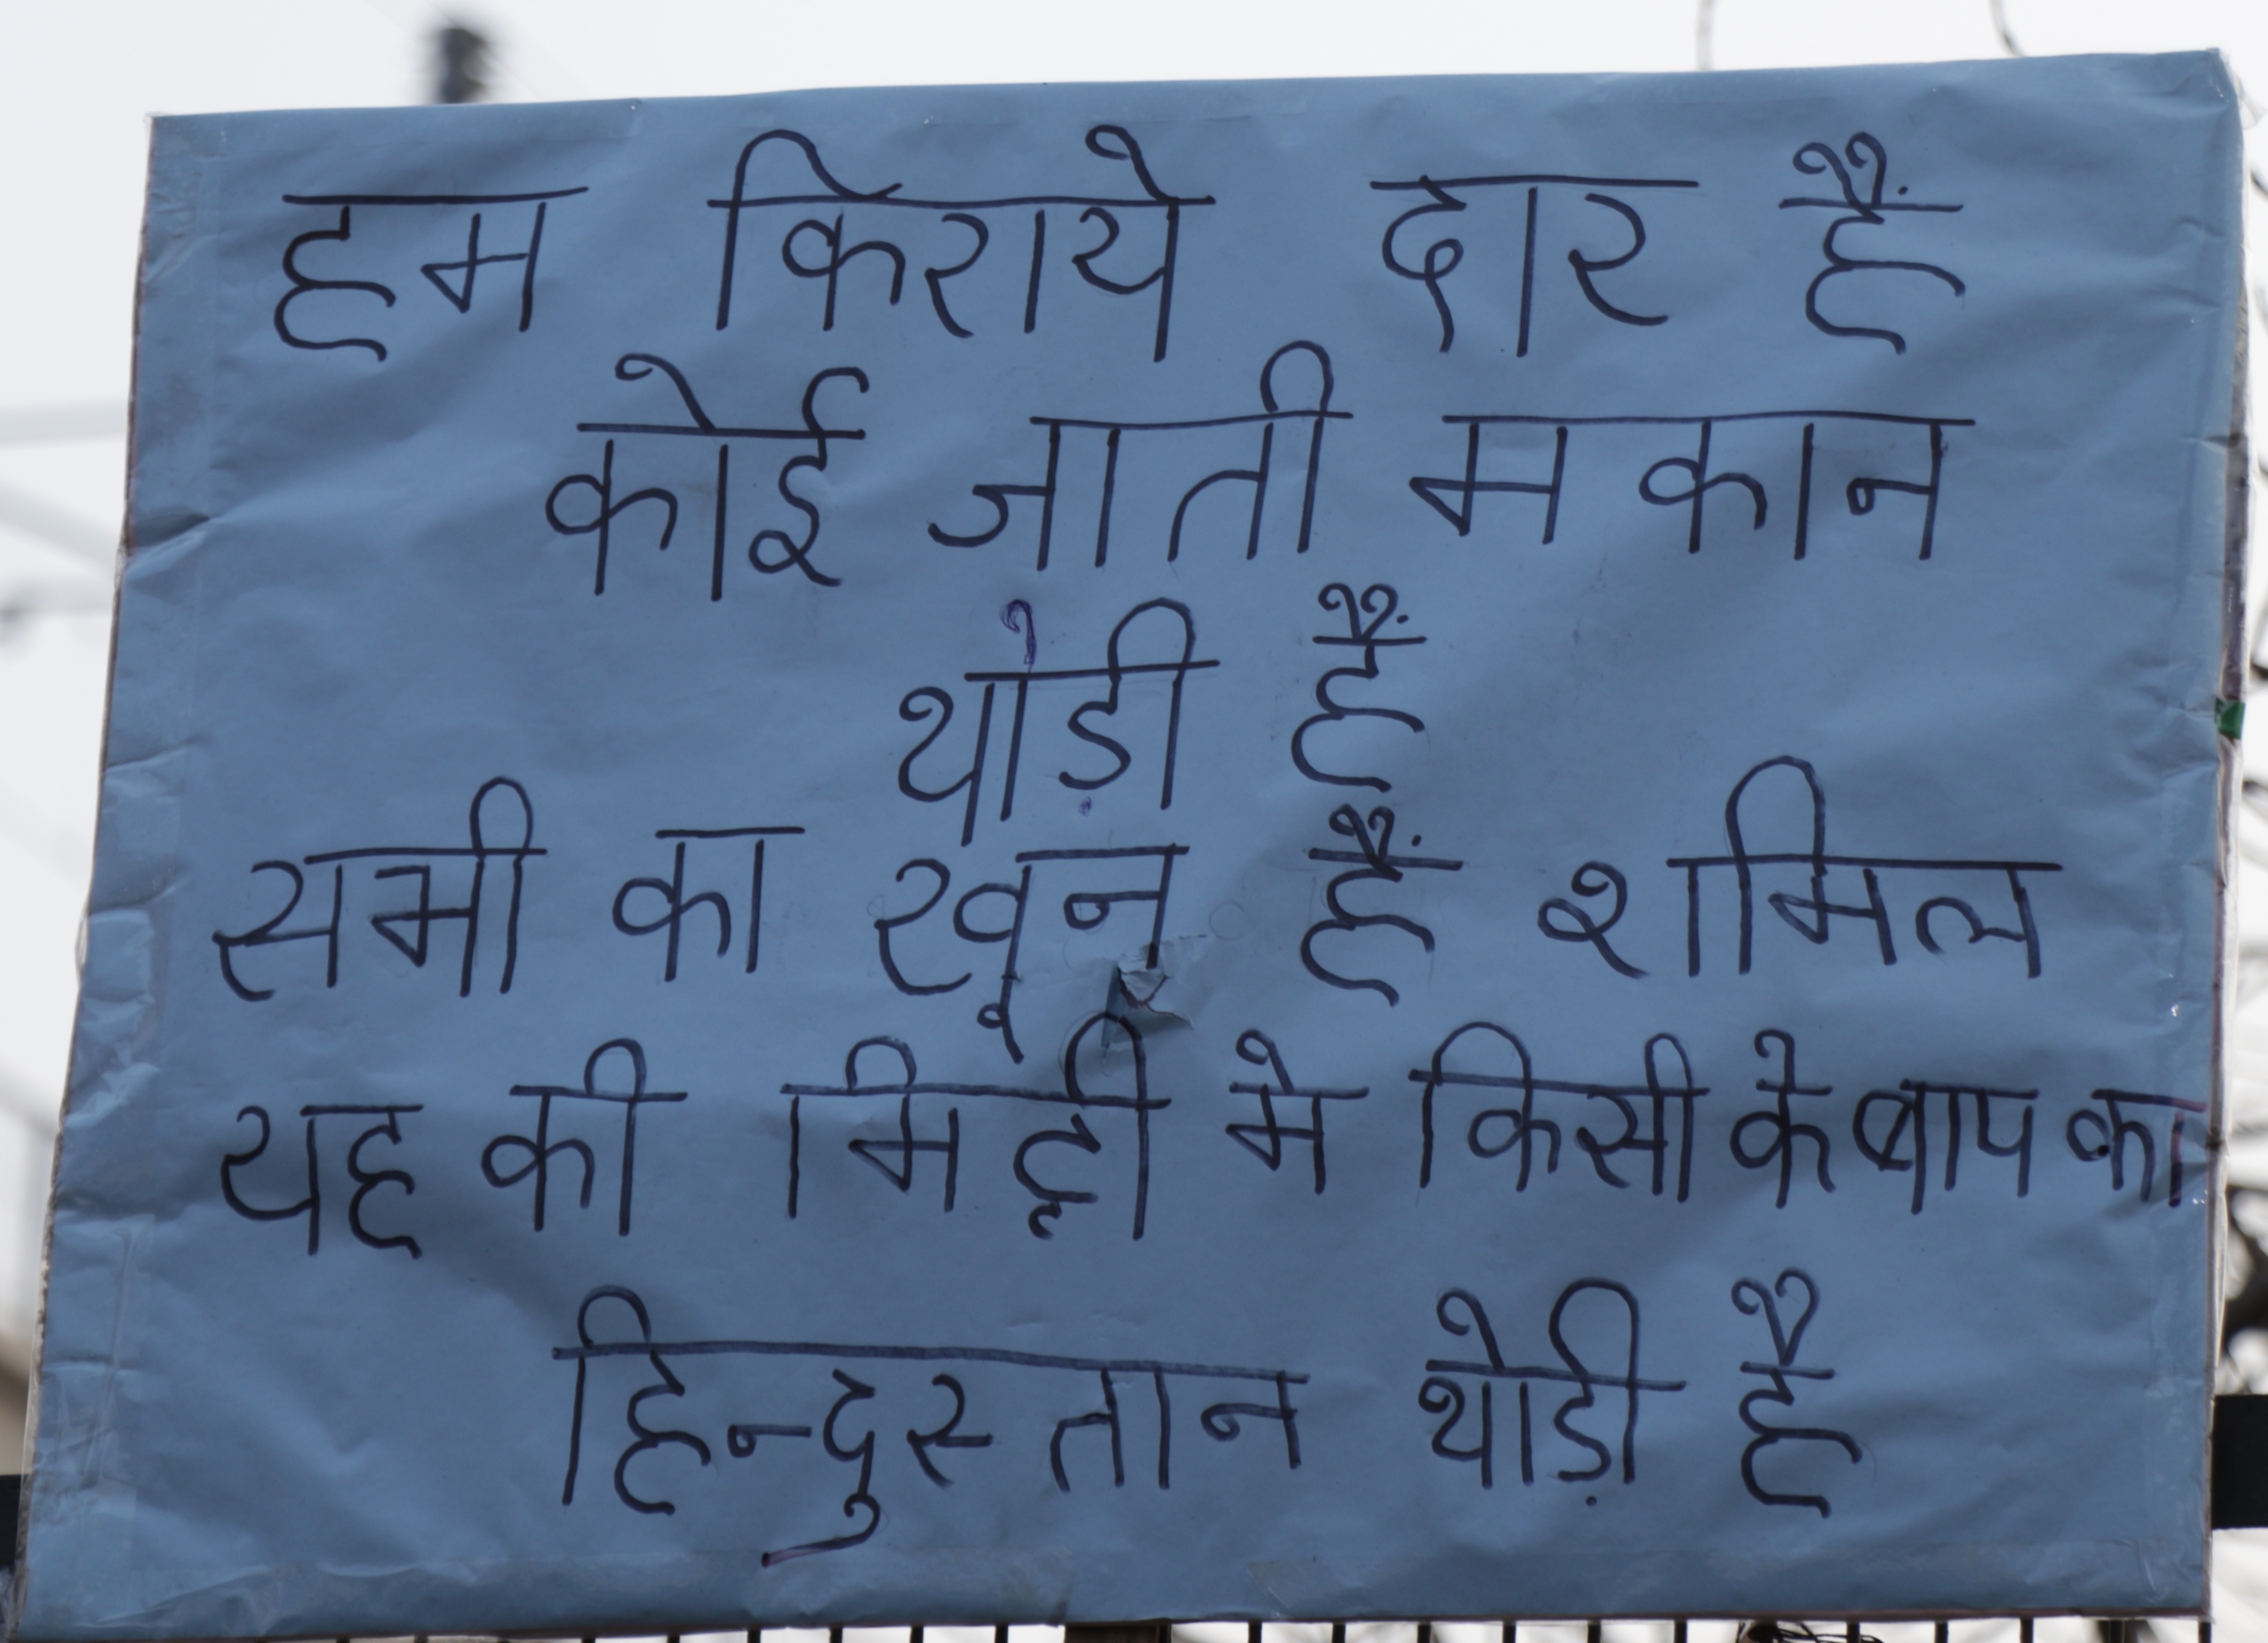 हम किराये दार हैं
कोई जाती मकान
थोड़ी हैं
सभी का खून हैं शामिल
यह की मिट्टी मे किसी के बाप का
हिन्दुस्तान थोड़ी है